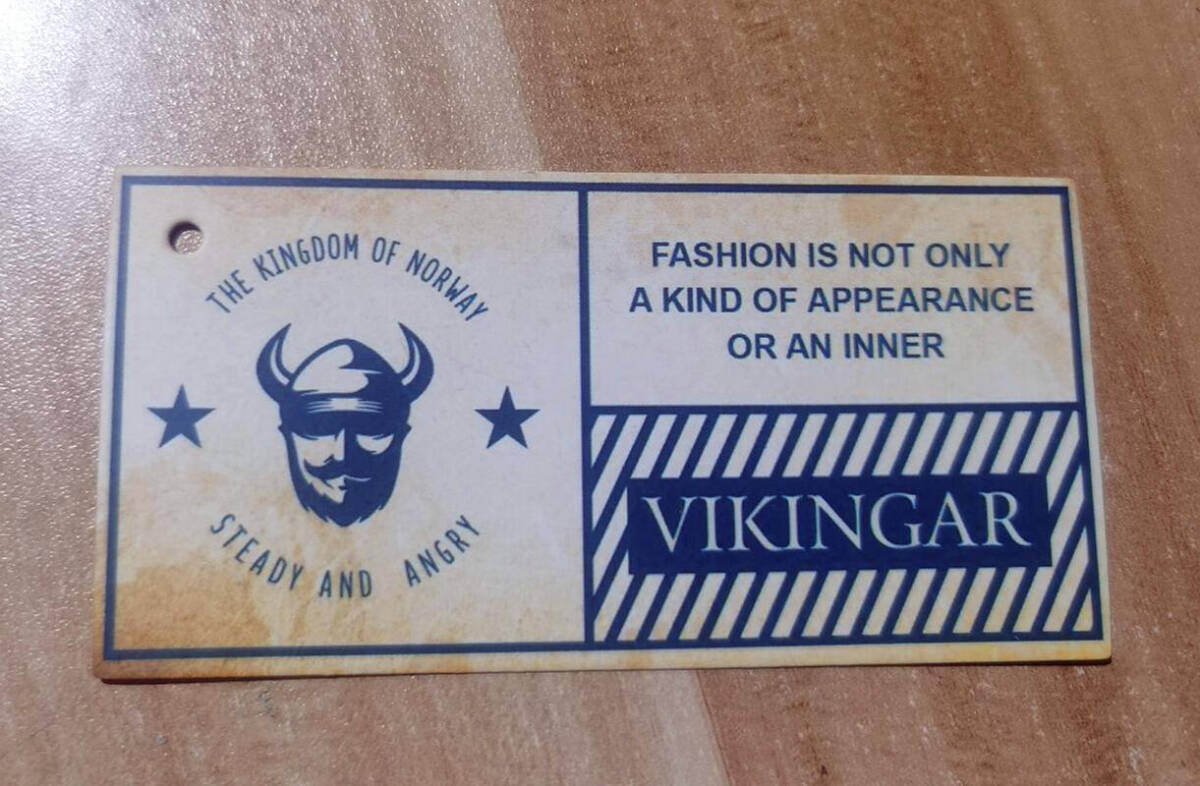 THE KINGDOM OF NORWAY
STEADY AND ANGRY
FASHION IS NOT ONLY
A KIND OF APPEARANCE
OR AN INNER
VIKINGAR